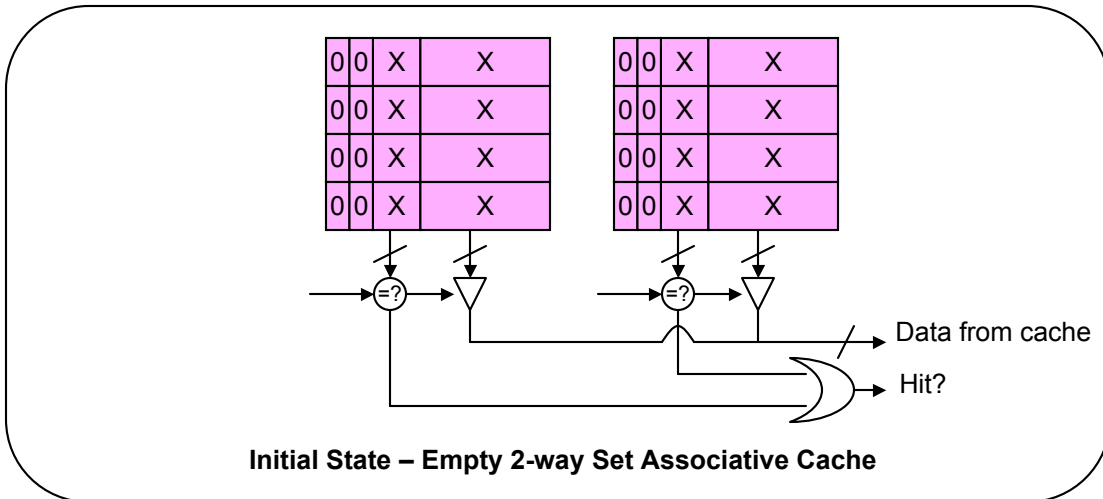 0 0 X X 0 0 X X
0 0 X X 0 0 X X
0 0 X X 0 0 X X
0 0 X X 0 0 X X
=? =?
Data from cache
Hit?
Initial State – Empty 2-way Set Associative Cache